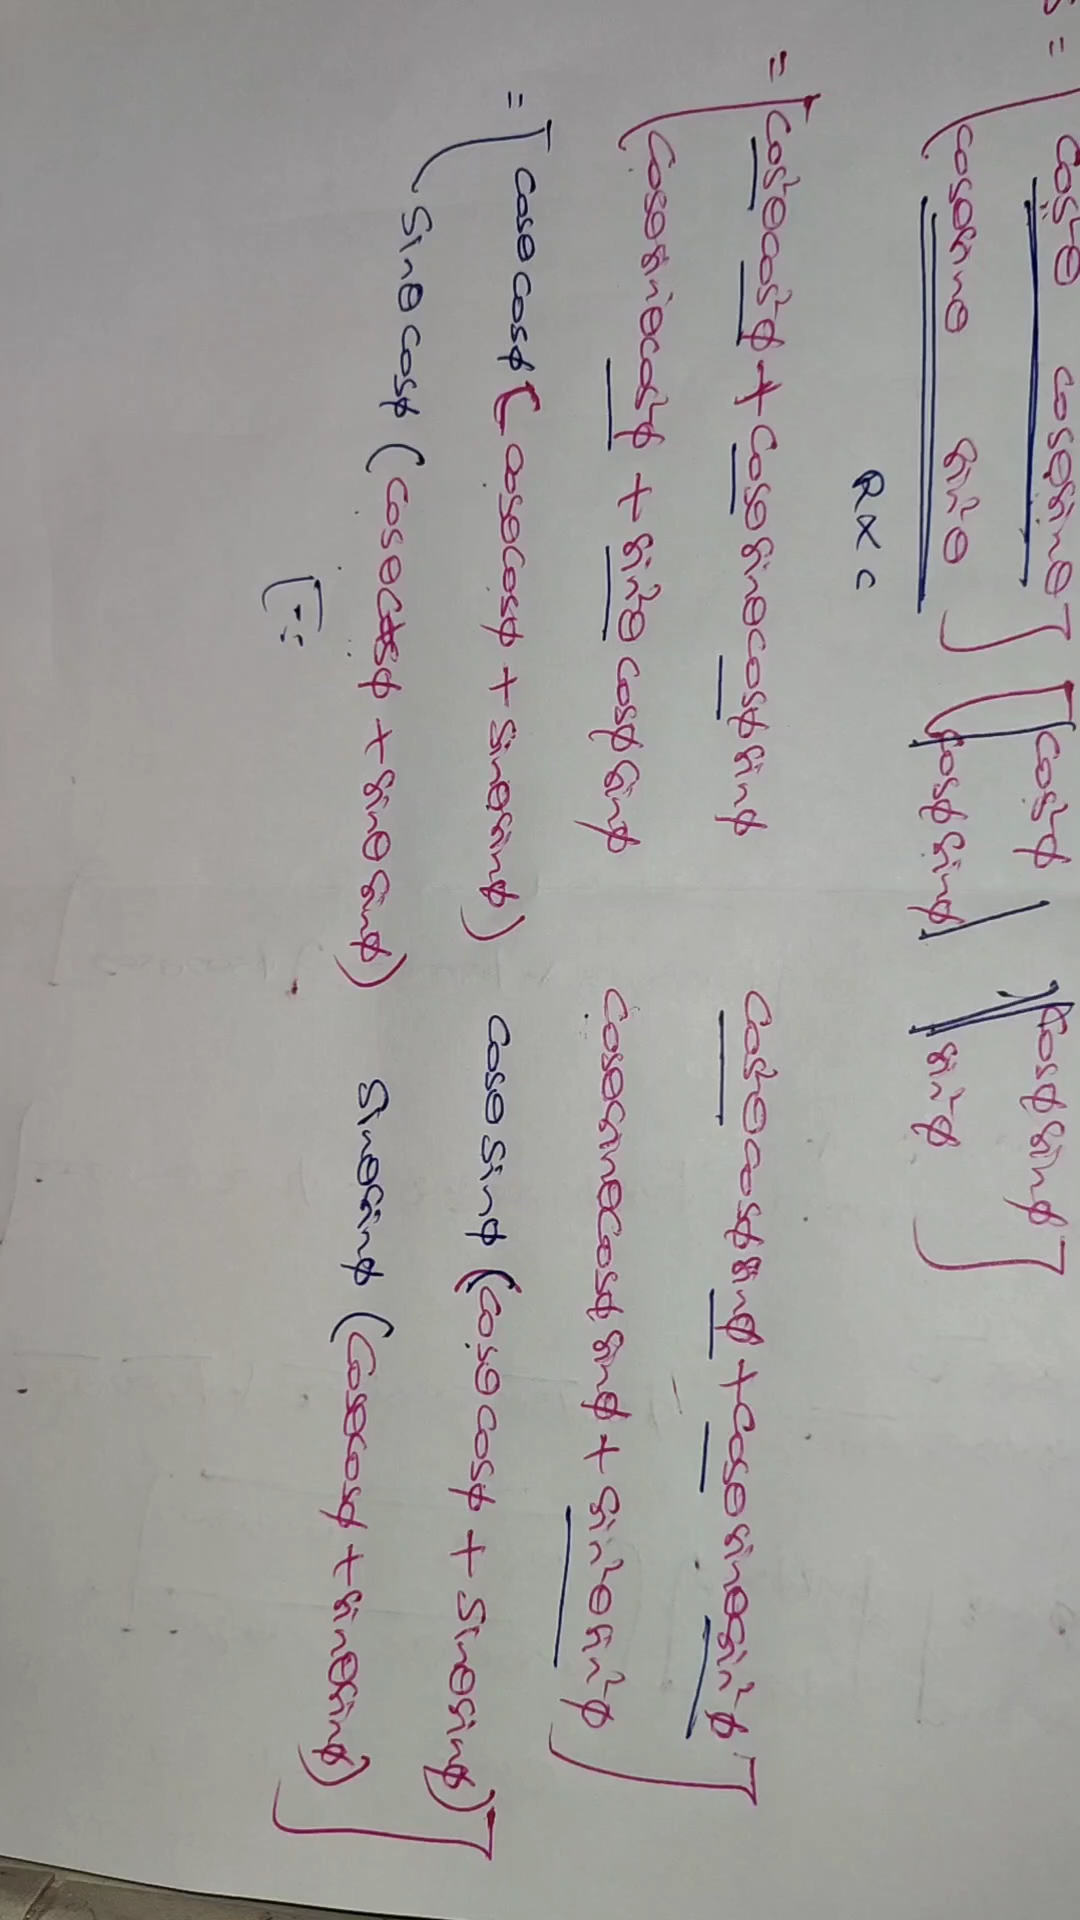 S = [cos²θ cosθsinθ] [cos²φ cosφsinφ]
[cosθsinθ sin²θ] [cosφsinφ sin²φ]
R × C
= [cos²θcos²φ + cosθsinθcosφsinφ cos²θcosφsinφ + cosθsinθsin²φ]
[cosθsinθcos²φ + sin²θcosφsinφ cosθsinθcosφsinφ + sin²θsin²φ]
= [cosθcosφ(cosθcosφ + sinθsinφ) cosθsinφ(cosθcosφ + sinθsinφ)]
[sinθcosφ(cosθcosφ + sinθsinφ) sinθsinφ(cosθcosφ + sinθsinφ)]